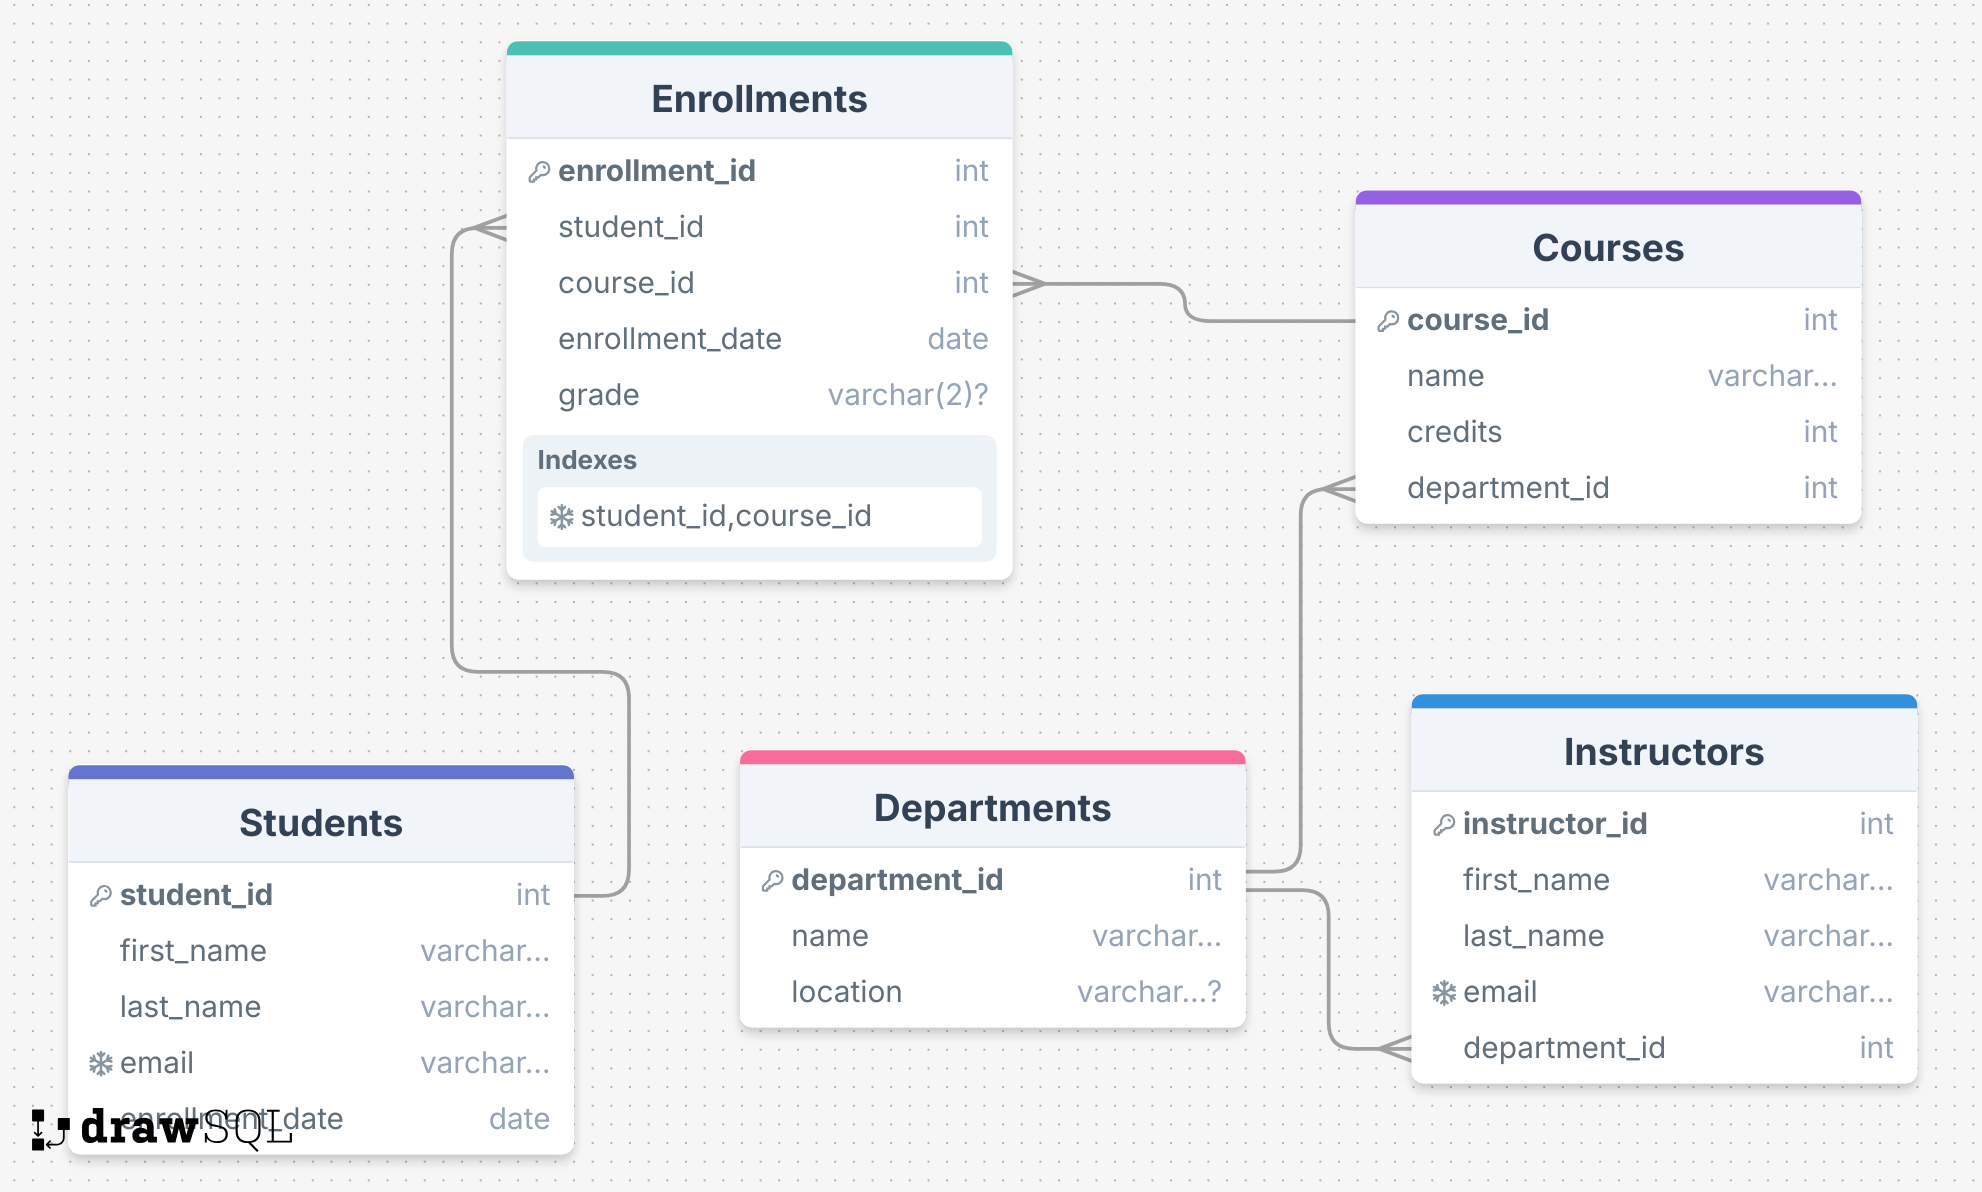 Enrollments
enrollment_id int
student_id int
course_id int
enrollment_date date
grade varchar(2)?
Indexes
student_id,course_id
Courses
course_id int
name varchar...
credits int
department_id int
Students
student_id int
first_name varchar...
last_name varchar...
email varchar...
enrollment_date date
Departments
department_id int
name varchar...
location varchar...?
Instructors
instructor_id int
first_name varchar...
last_name varchar...
email varchar...
department_id int
drawSQL